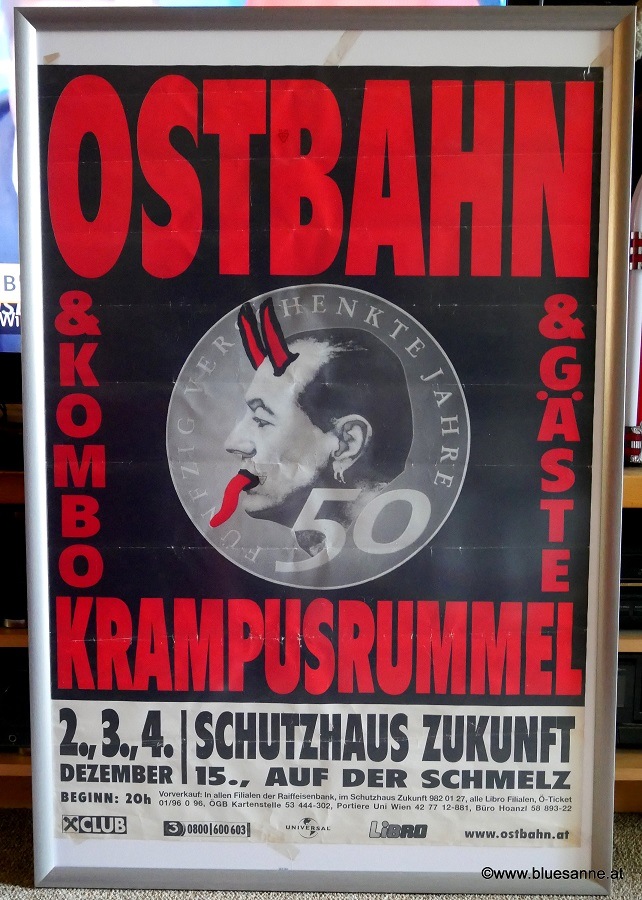 OSTBAHN
& KOMBO
& GÄSTE
FÜNFZIG VERSCHENKTE JAHRE
50
KRAMPUSRUMMEL
2., 3., 4. | SCHUTZHAUS ZUKUNFT
DEZEMBER | 15., AUF DER SCHMELZ
BEGINN: 20h
Vorverkauf: In allen Filialen der Raiffeisenbank, im Schutzhaus Zukunft 982 01 27, alle Libro Filialen, Ö-Ticket
01/96 0 96, ÖGB Kartenstelle 53 444-302, Portiere Uni Wien 42 77 12-881, Büro Hoanzl 58 893-22
CLUB
3 0800|600 603|
UNIVERSAL
LiBRO
www.ostbahn.at
©www.bluesanne.at